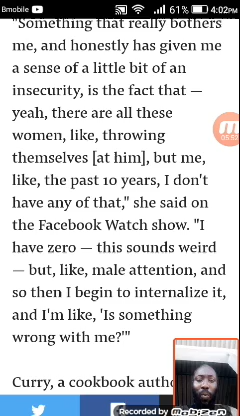 Bmobile 61% 4:02PM
"Something that really bothers
me, and honestly has given me
a sense of a little bit of an
insecurity, is the fact that —
yeah, there are all these
women, like, throwing
themselves [at him], but me,
like, the past 10 years, I don't
have any of that," she said on
the Facebook Watch show. "I
have zero — this sounds weird
— but, like, male attention, and
so then I begin to internalize it,
and I'm like, 'Is something
wrong with me?'"
Curry, a cookbook
Recorded by